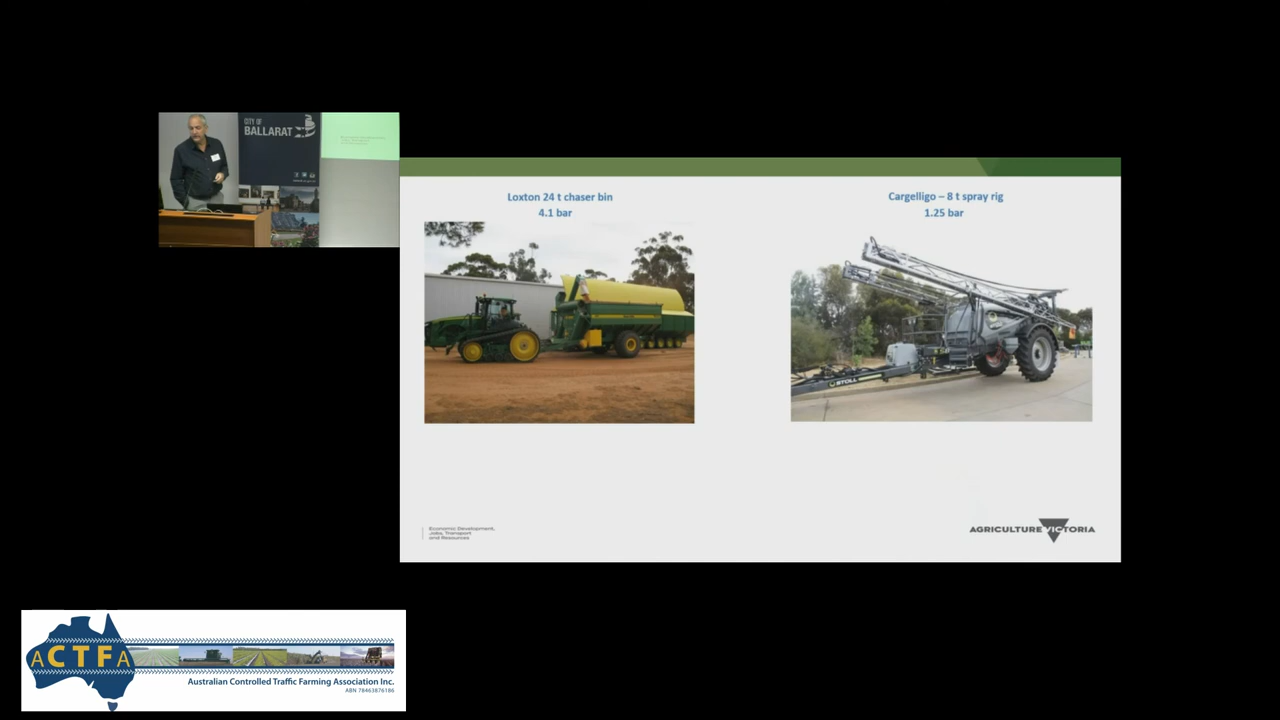 CITY OF
BALLARAT
Loxton 24 t chaser bin
4.1 bar
Cargelligo – 8 t spray rig
1.25 bar
STOLL
Economic Development,
Jobs, Transport
and Resources
AGRICULTURE VICTORIA
ACTFA
Australian Controlled Traffic Farming Association Inc.
ABN 78463876186